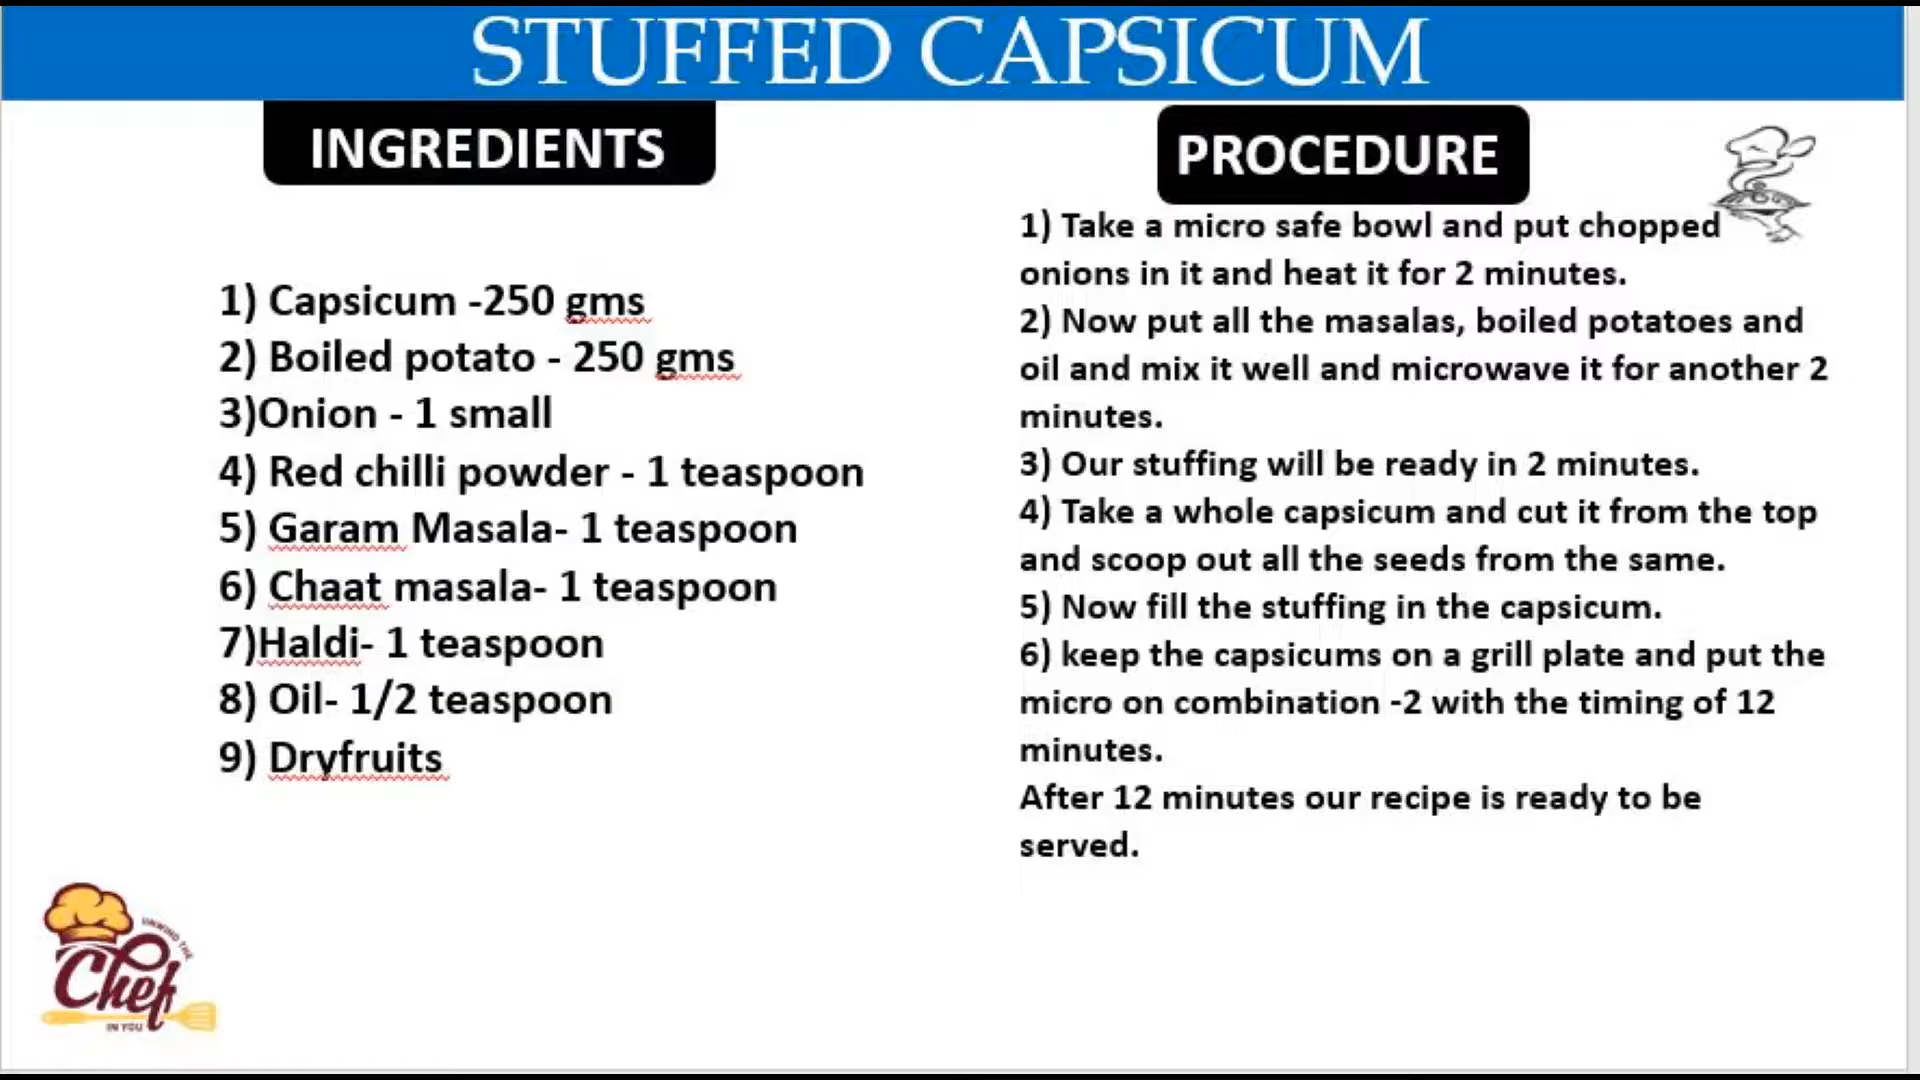 STUFFED CAPSICUM
INGREDIENTS
1) Capsicum -250 gms
2) Boiled potato - 250 gms
3)Onion - 1 small
4) Red chilli powder - 1 teaspoon
5) Garam Masala- 1 teaspoon
6) Chaat masala- 1 teaspoon
7)Haldi- 1 teaspoon
8) Oil- 1/2 teaspoon
9) Dryfruits
PROCEDURE
1) Take a micro safe bowl and put chopped
onions in it and heat it for 2 minutes.
2) Now put all the masalas, boiled potatoes and
oil and mix it well and microwave it for another 2
minutes.
3) Our stuffing will be ready in 2 minutes.
4) Take a whole capsicum and cut it from the top
and scoop out all the seeds from the same.
5) Now fill the stuffing in the capsicum.
6) keep the capsicums on a grill plate and put the
micro on combination -2 with the timing of 12
minutes.
After 12 minutes our recipe is ready to be
served.
UNWIND THE
Chef
IN YOU